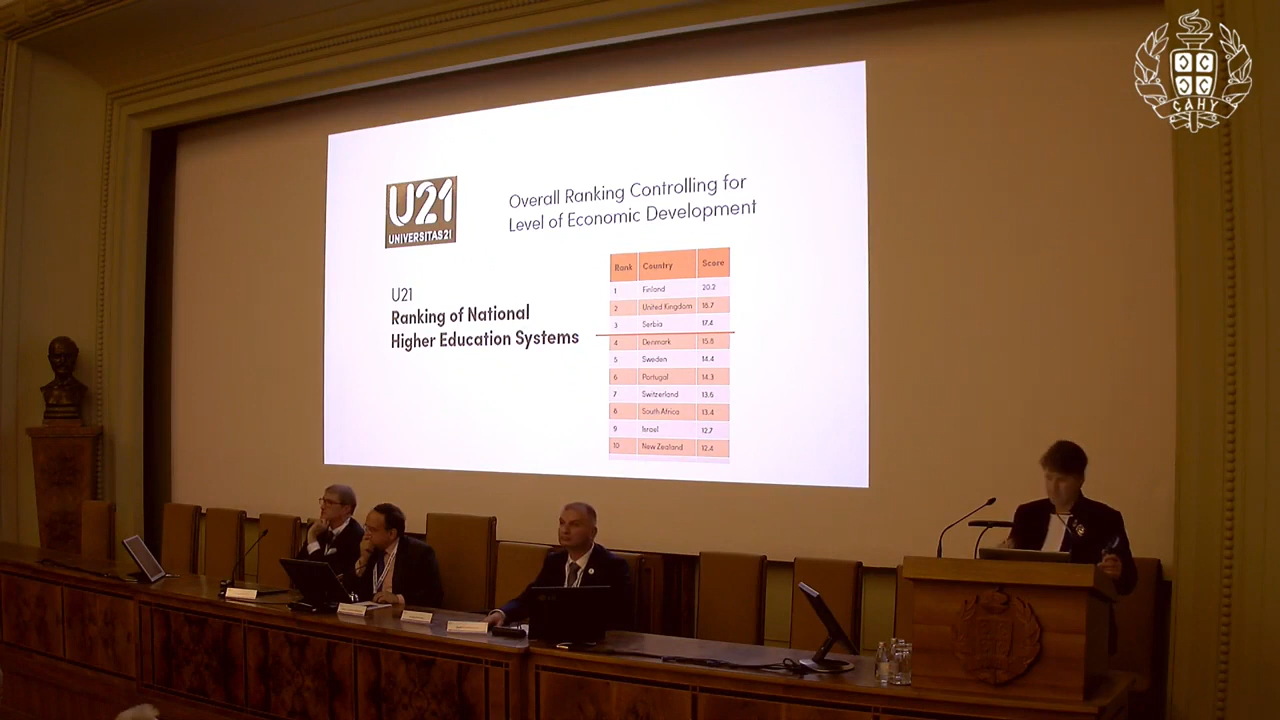 САНУ
U21
UNIVERSITAS21
Overall Ranking Controlling for
Level of Economic Development
U21
Ranking of National
Higher Education Systems
Rank Country Score
1 Finland 20.2
2 United Kingdom 16.7
3 Serbia 17.4
4 Denmark 15.8
5 Sweden 14.4
6 Portugal 14.3
7 Switzerland 13.6
8 South Africa 13.4
9 Israel 12.7
10 New Zealand 12.4